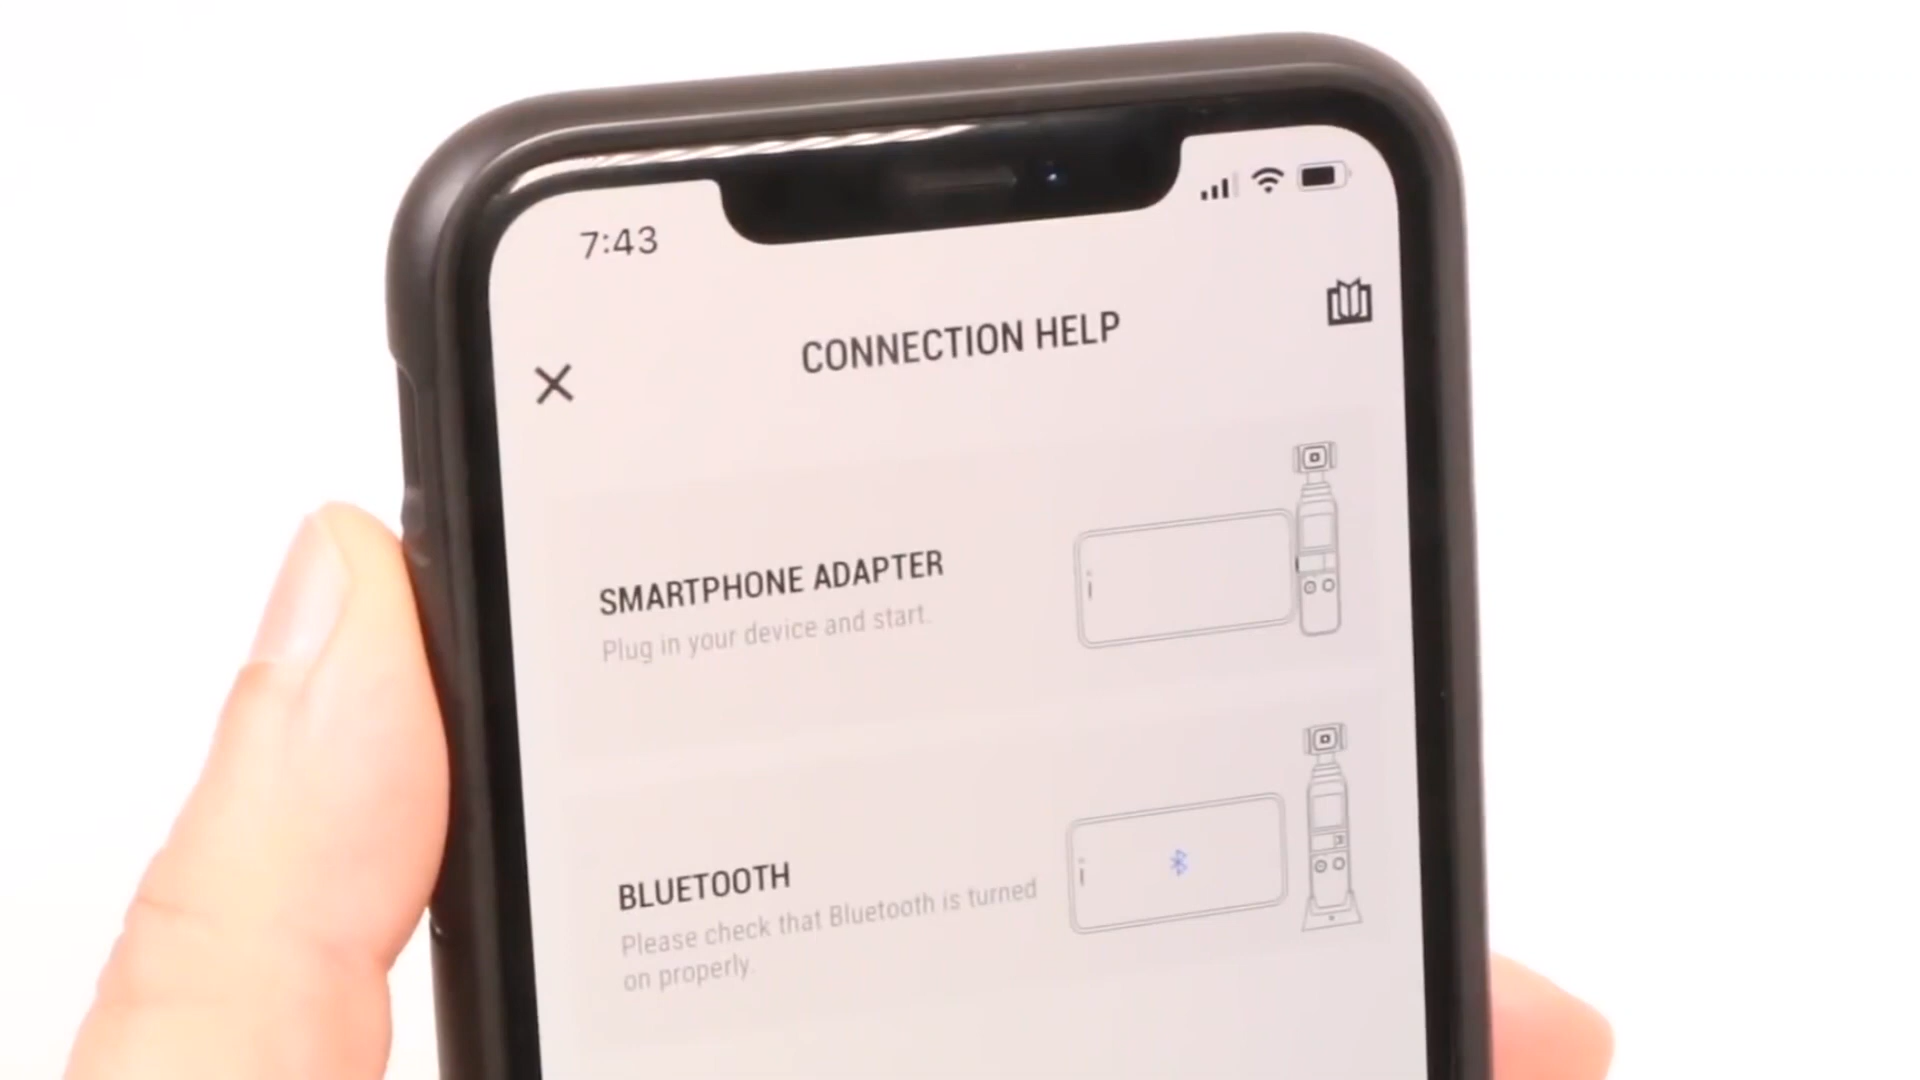 7:43
CONNECTION HELP
SMARTPHONE ADAPTER
Plug in your device and start.
BLUETOOTH
Please check that Bluetooth is turned
on properly.